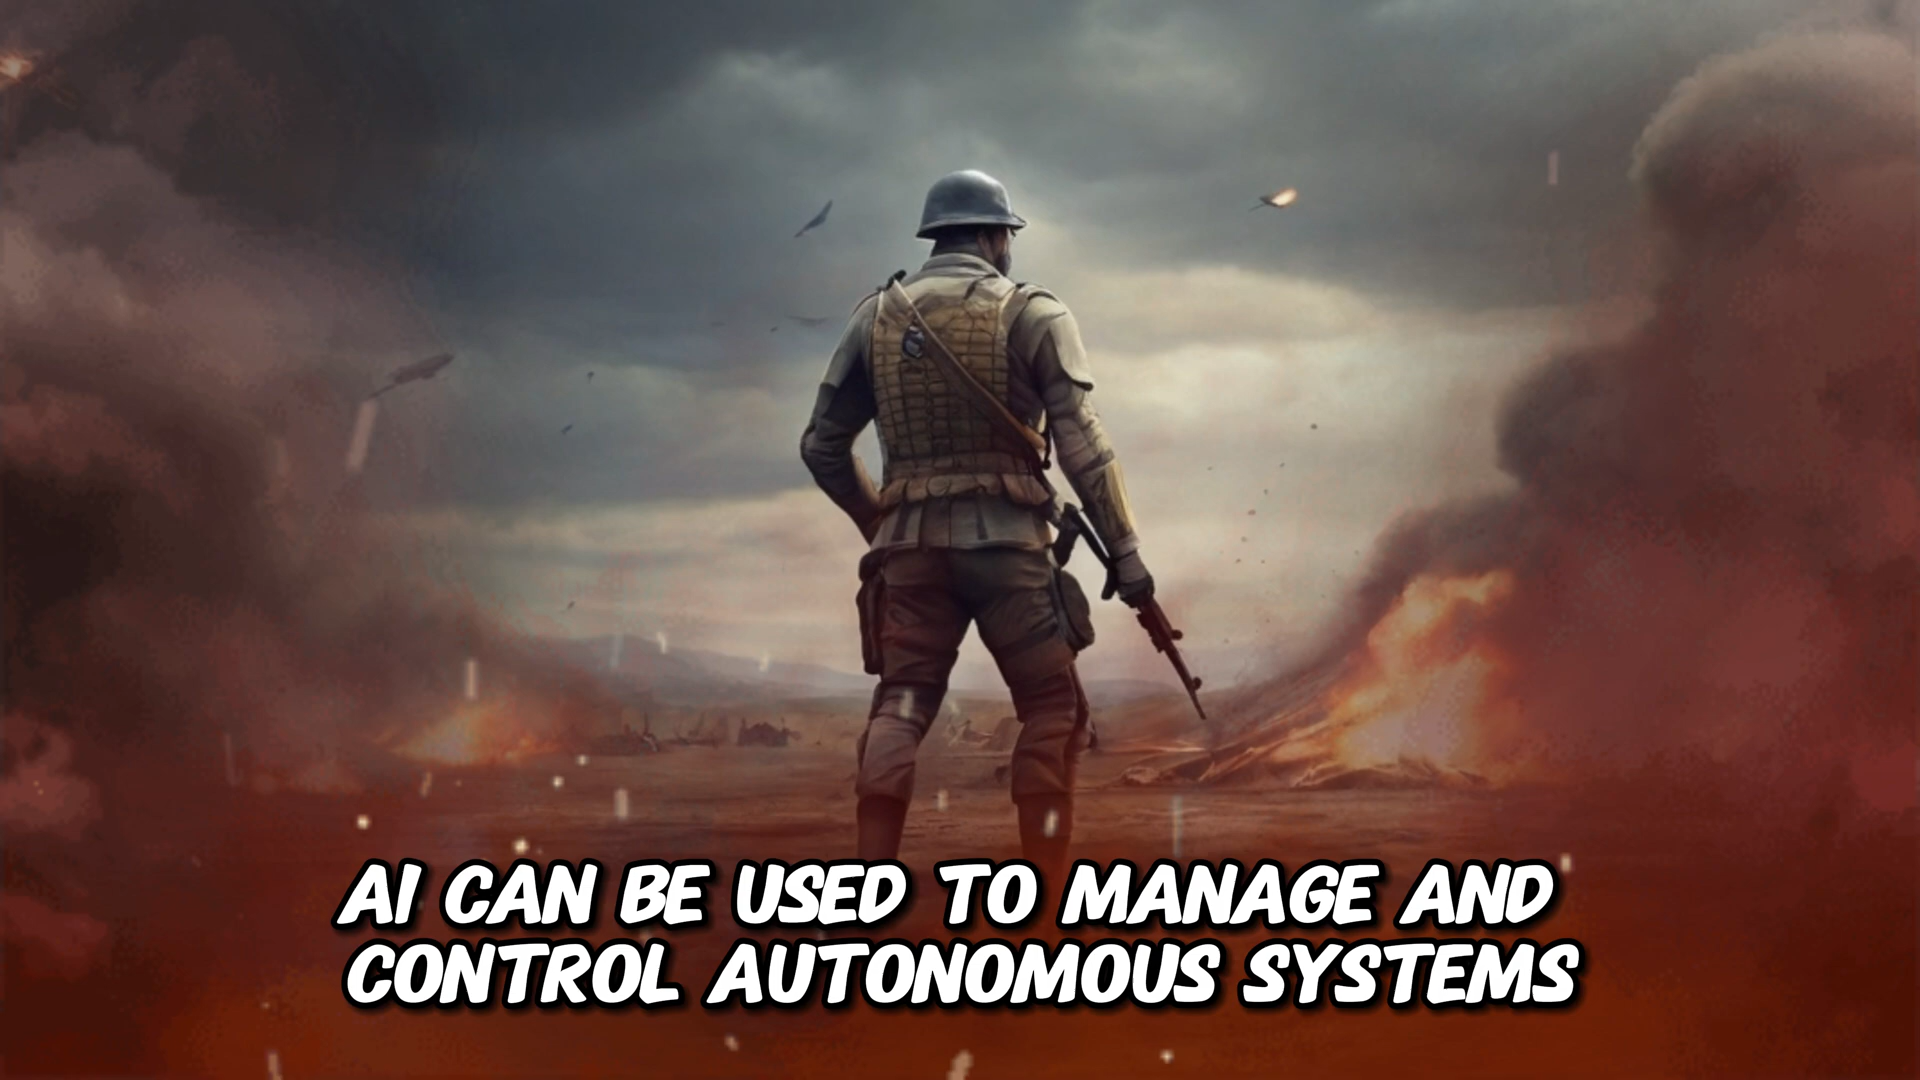 AI CAN BE USED TO MANAGE AND
CONTROL AUTONOMOUS SYSTEMS